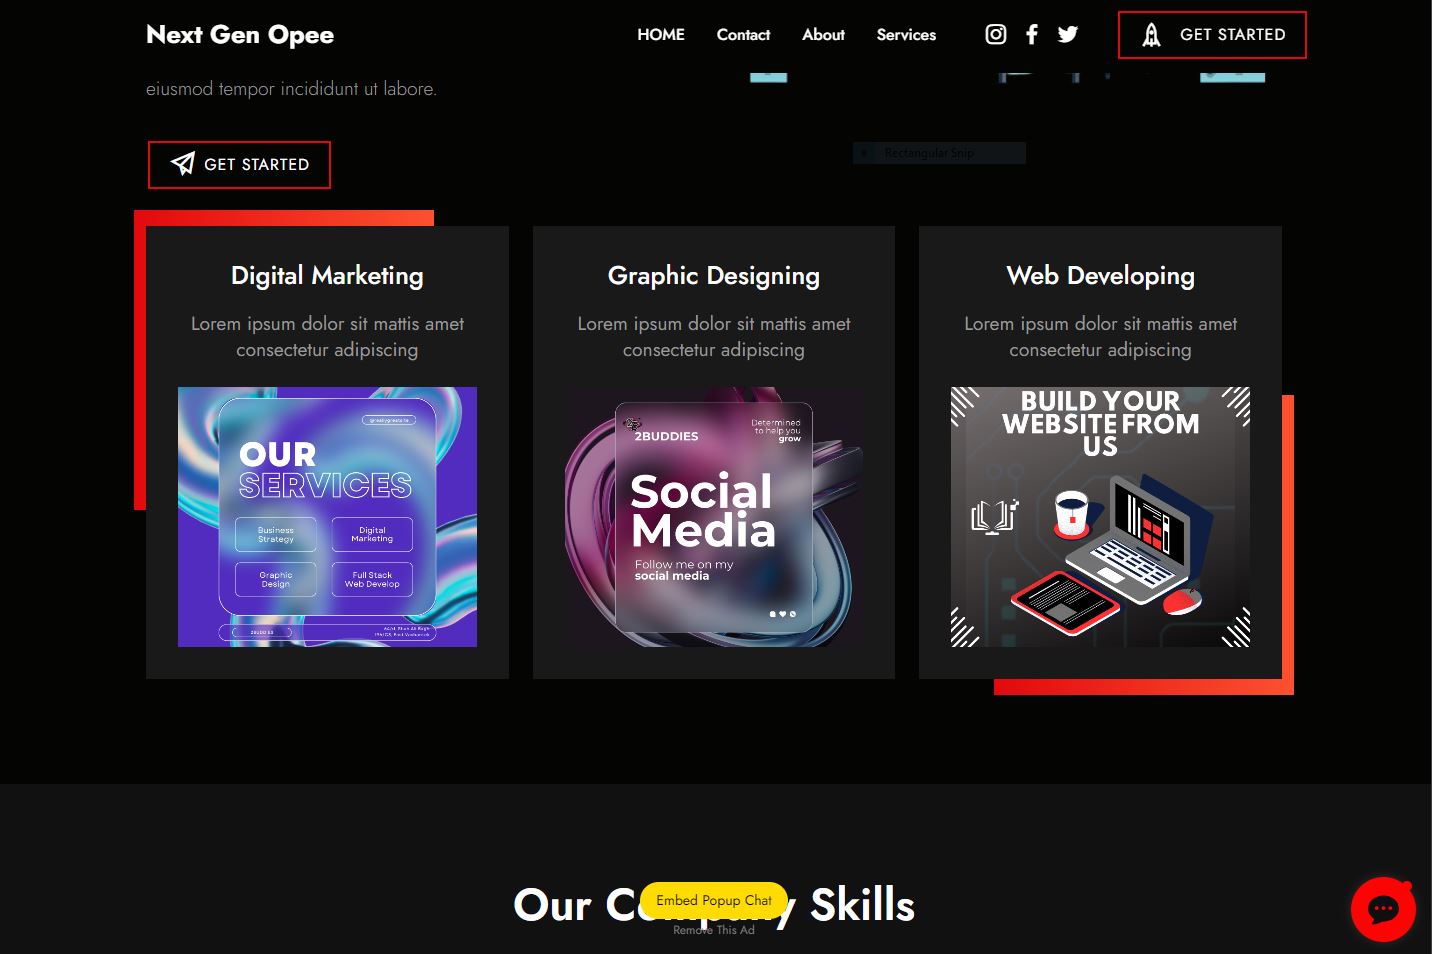 Next Gen Opee
HOME
Contact
About
Services
GET STARTED
eiusmod tempor incididunt ut labore.
GET STARTED
Rectangular Snip
Digital Marketing
Lorem ipsum dolor sit mattis amet
consectetur adipiscing
OUR
SERVICES
Business
Strategy
Digital
Marketing
Graphic
Design
Full Stack
Web Develop
2BUDDIES
Graphic Designing
Lorem ipsum dolor sit mattis amet
consectetur adipiscing
2BUDDIES
Determined
to help you
grow
Social
Media
Follow me on my
social media
Web Developing
Lorem ipsum dolor sit mattis amet
consectetur adipiscing
BUILD YOUR
WEBSITE FROM
US
Our Company Skills
Embed Popup Chat
Remove This Ad